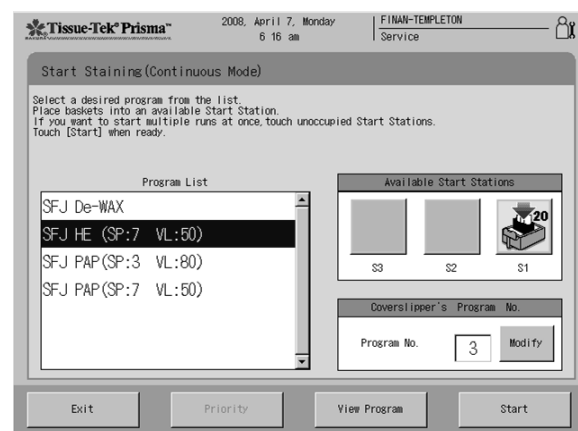 Tissue-Tek® Prisma™
2008, April 7, Monday
6 16 am
FINAN-TEMPLETON
Service
Start Staining(Continuous Mode)
Select a desired program from the list.
Place baskets into an available Start Station.
If you want to start multiple runs at once,touch unoccupied Start Stations.
Touch [Start] when ready.
Program List
SFJ De-WAX
SFJ HE (SP:7 VL:50)
SFJ PAP(SP:3 VL:80)
SFJ PAP(SP:7 VL:50)
Available Start Stations
20
S3 S2 S1
Coverslipper's Program No.
Program No. 3 Modify
Exit Priority View Program Start